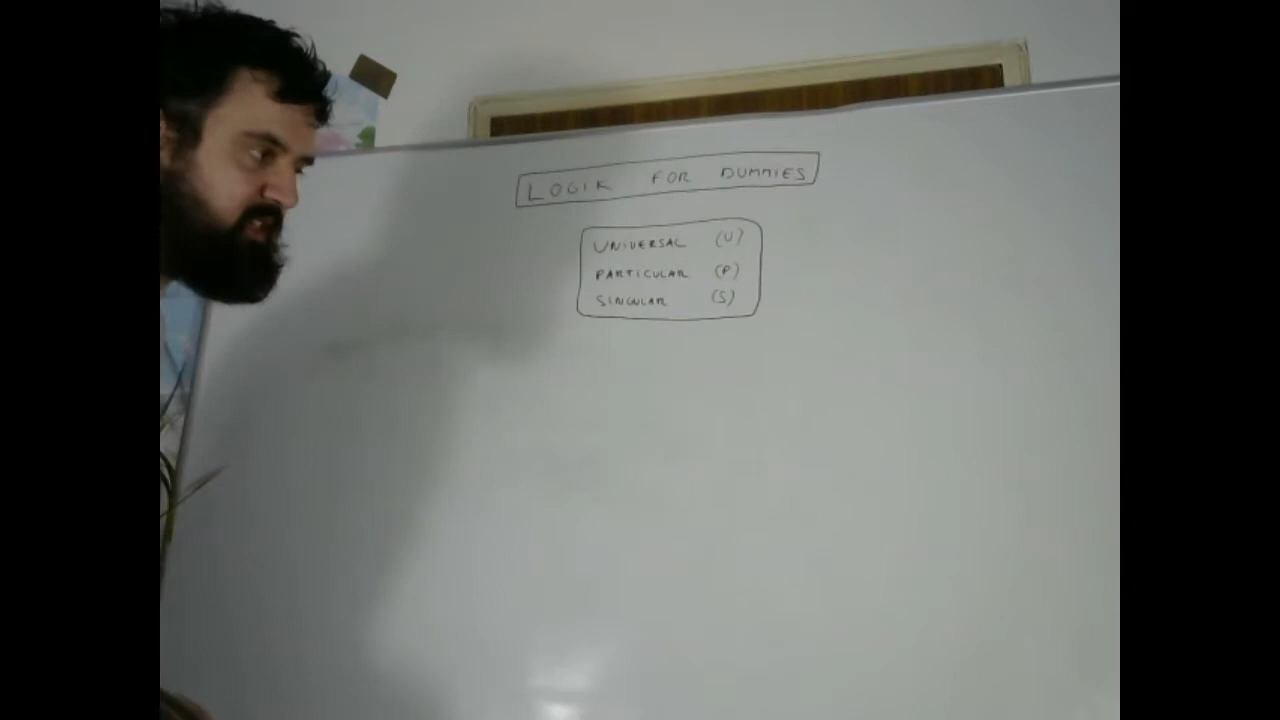 LOGIK FOR DUMMIES
UNIVERSAL (U)
PARTICULAR (P)
SINGULAR (S)